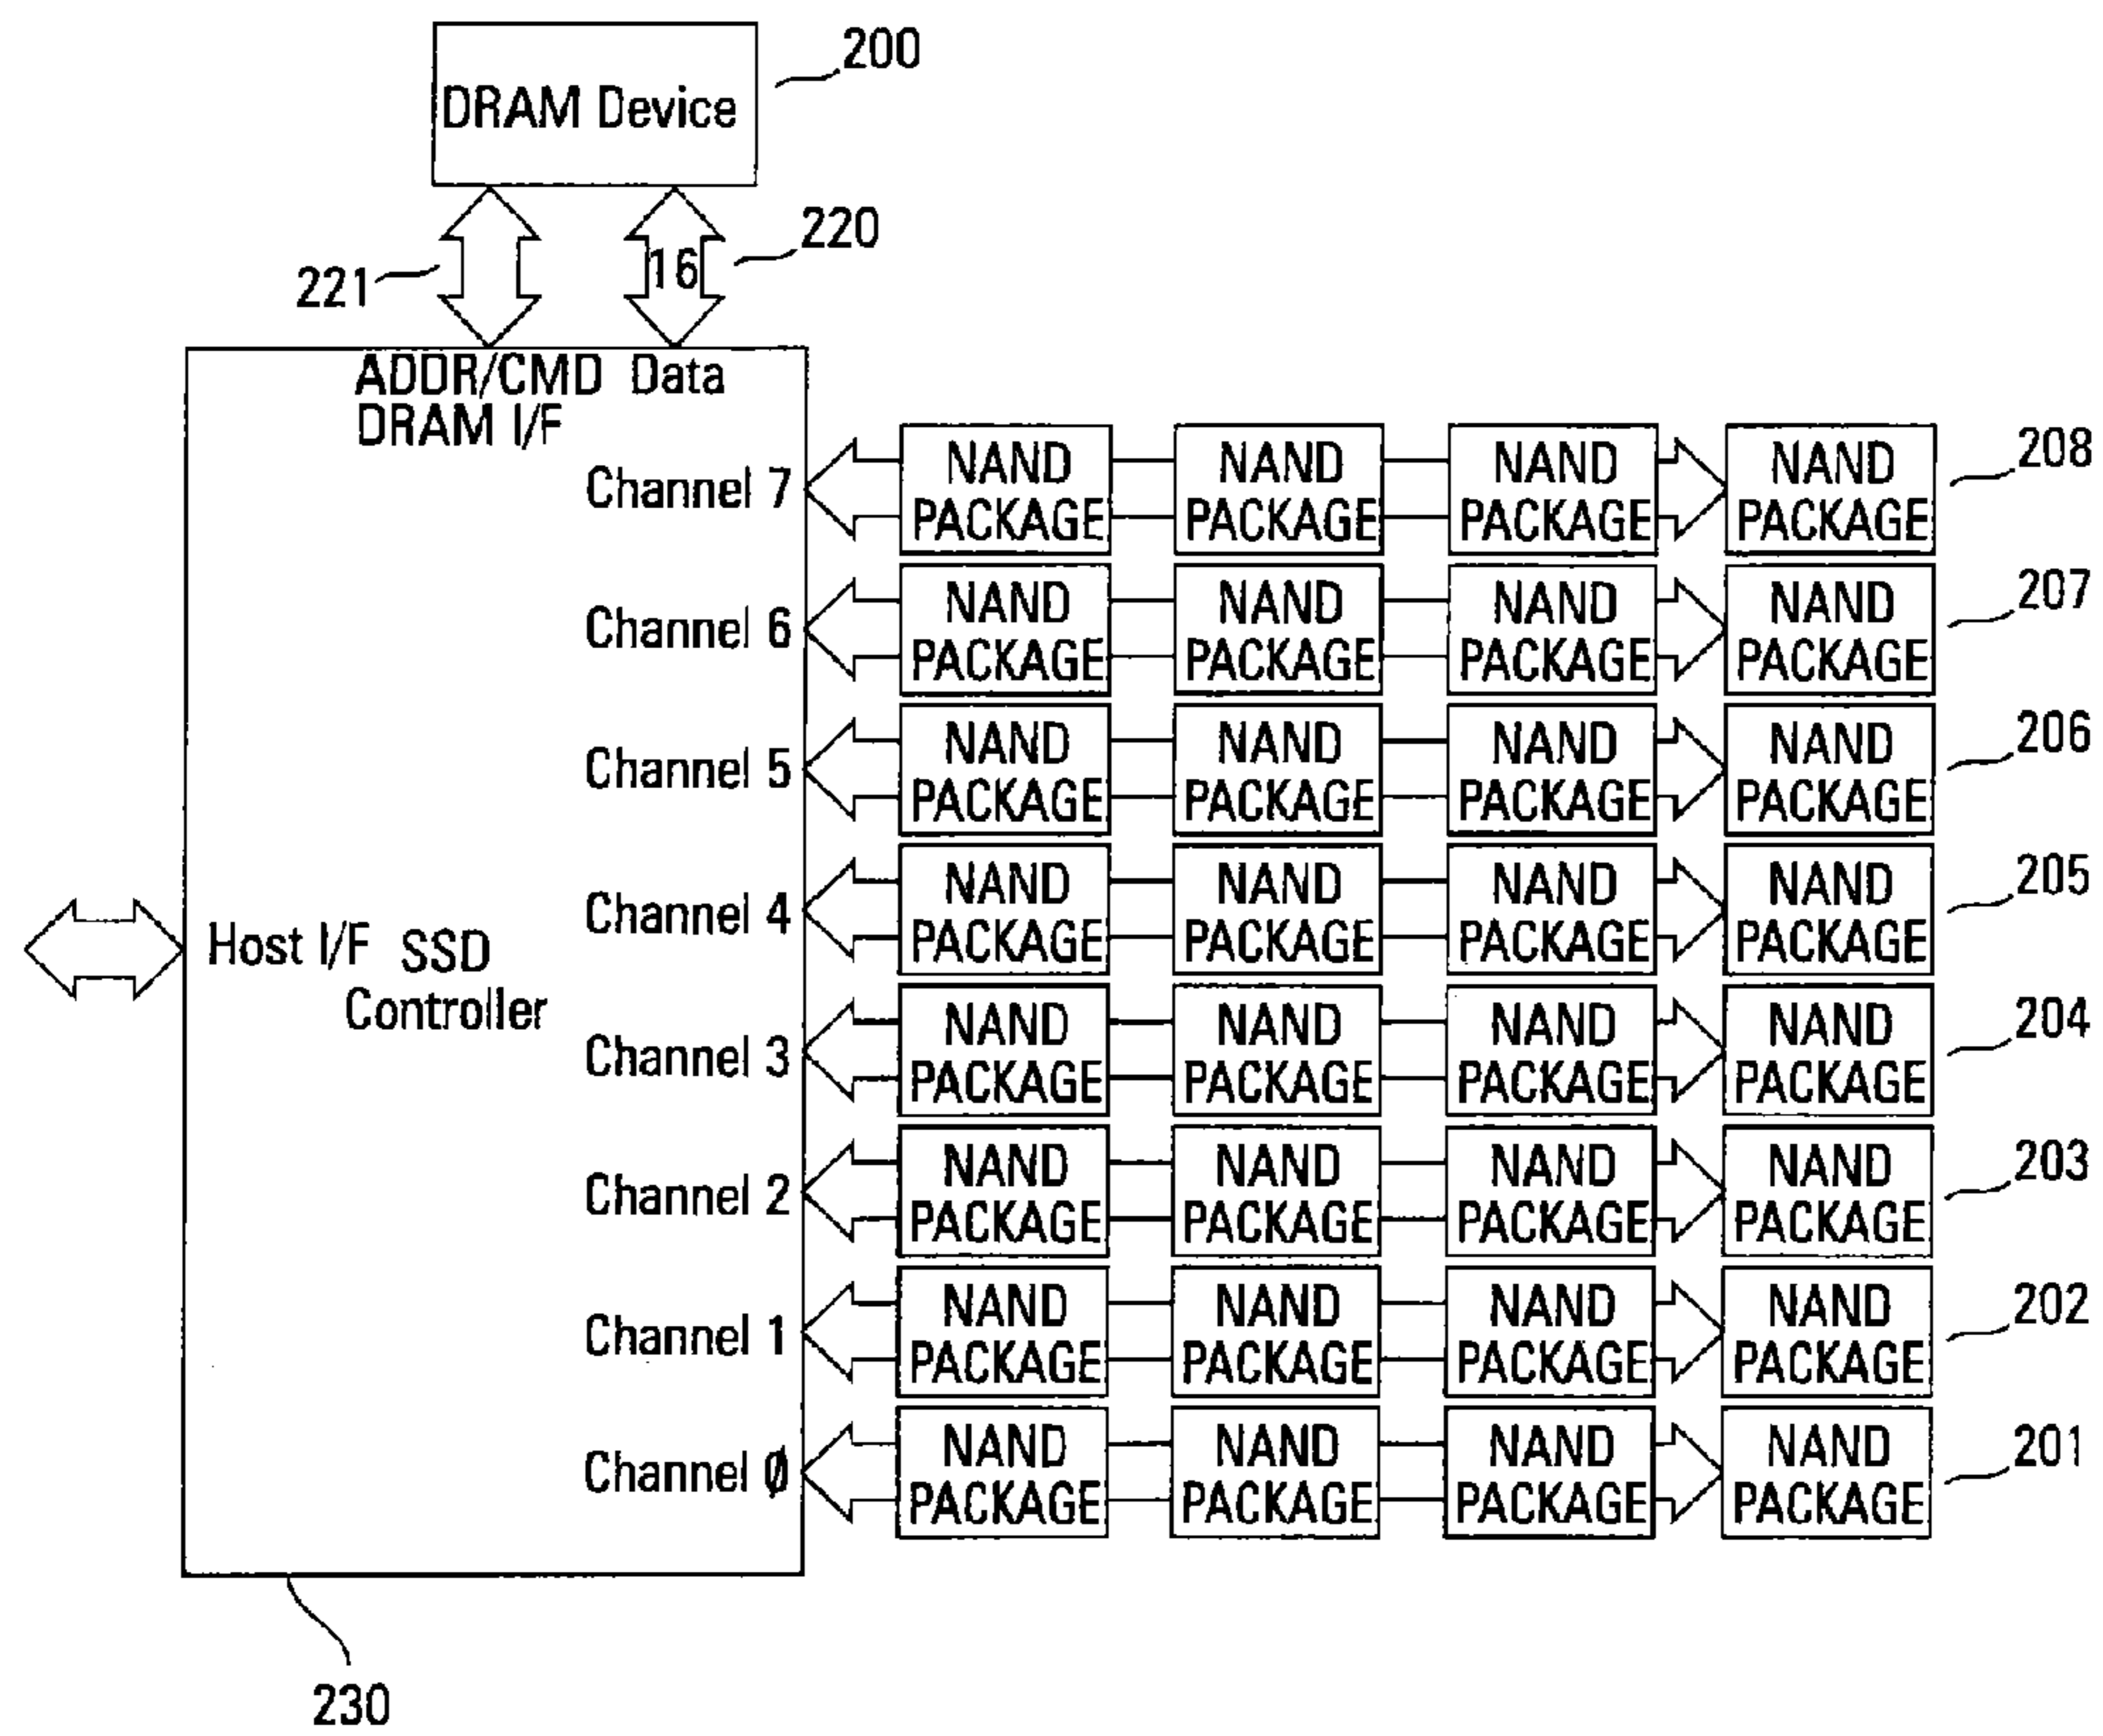 200
DRAM Device
220
16
221
ADDR/CMD Data
DRAM I/F
Channel 7
NAND PACKAGE NAND PACKAGE NAND PACKAGE NAND PACKAGE
208
Channel 6
NAND PACKAGE NAND PACKAGE NAND PACKAGE NAND PACKAGE
207
Channel 5
NAND PACKAGE NAND PACKAGE NAND PACKAGE NAND PACKAGE
206
Channel 4
NAND PACKAGE NAND PACKAGE NAND PACKAGE NAND PACKAGE
205
Host I/F SSD
Controller
Channel 3
NAND PACKAGE NAND PACKAGE NAND PACKAGE NAND PACKAGE
204
Channel 2
NAND PACKAGE NAND PACKAGE NAND PACKAGE NAND PACKAGE
203
Channel 1
NAND PACKAGE NAND PACKAGE NAND PACKAGE NAND PACKAGE
202
Channel 0
NAND PACKAGE NAND PACKAGE NAND PACKAGE NAND PACKAGE
201
230